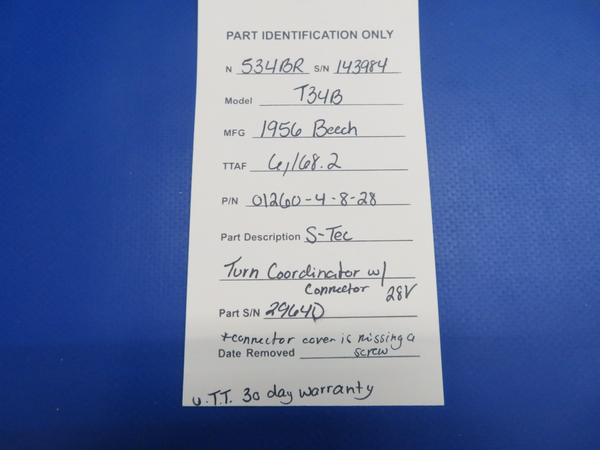 PART IDENTIFICATION ONLY
N 534BR S/N 143984
Model T34B
MFG 1956 Beech
TTAF 6,168.2
P/N 01260-4-8-28
Part Description S-Tec
Turn Coordinator w/
Connector 28V
Part S/N 2964D
*connector cover is missing a
Date Removed screw
U.T.T. 30 day warranty